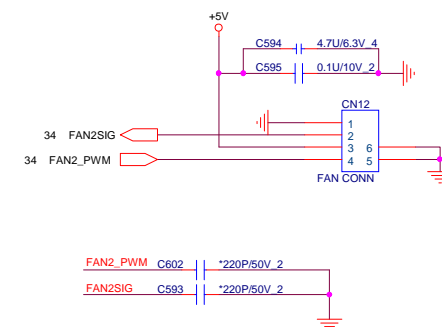 +5V
C594 4.7U/6.3V_4
C595 0.1U/10V_2
CN12
1
34 FAN2SIG 2
3 6
34 FAN2_PWM 4 5
FAN CONN
FAN2_PWM C602 *220P/50V_2
FAN2SIG C593 *220P/50V_2